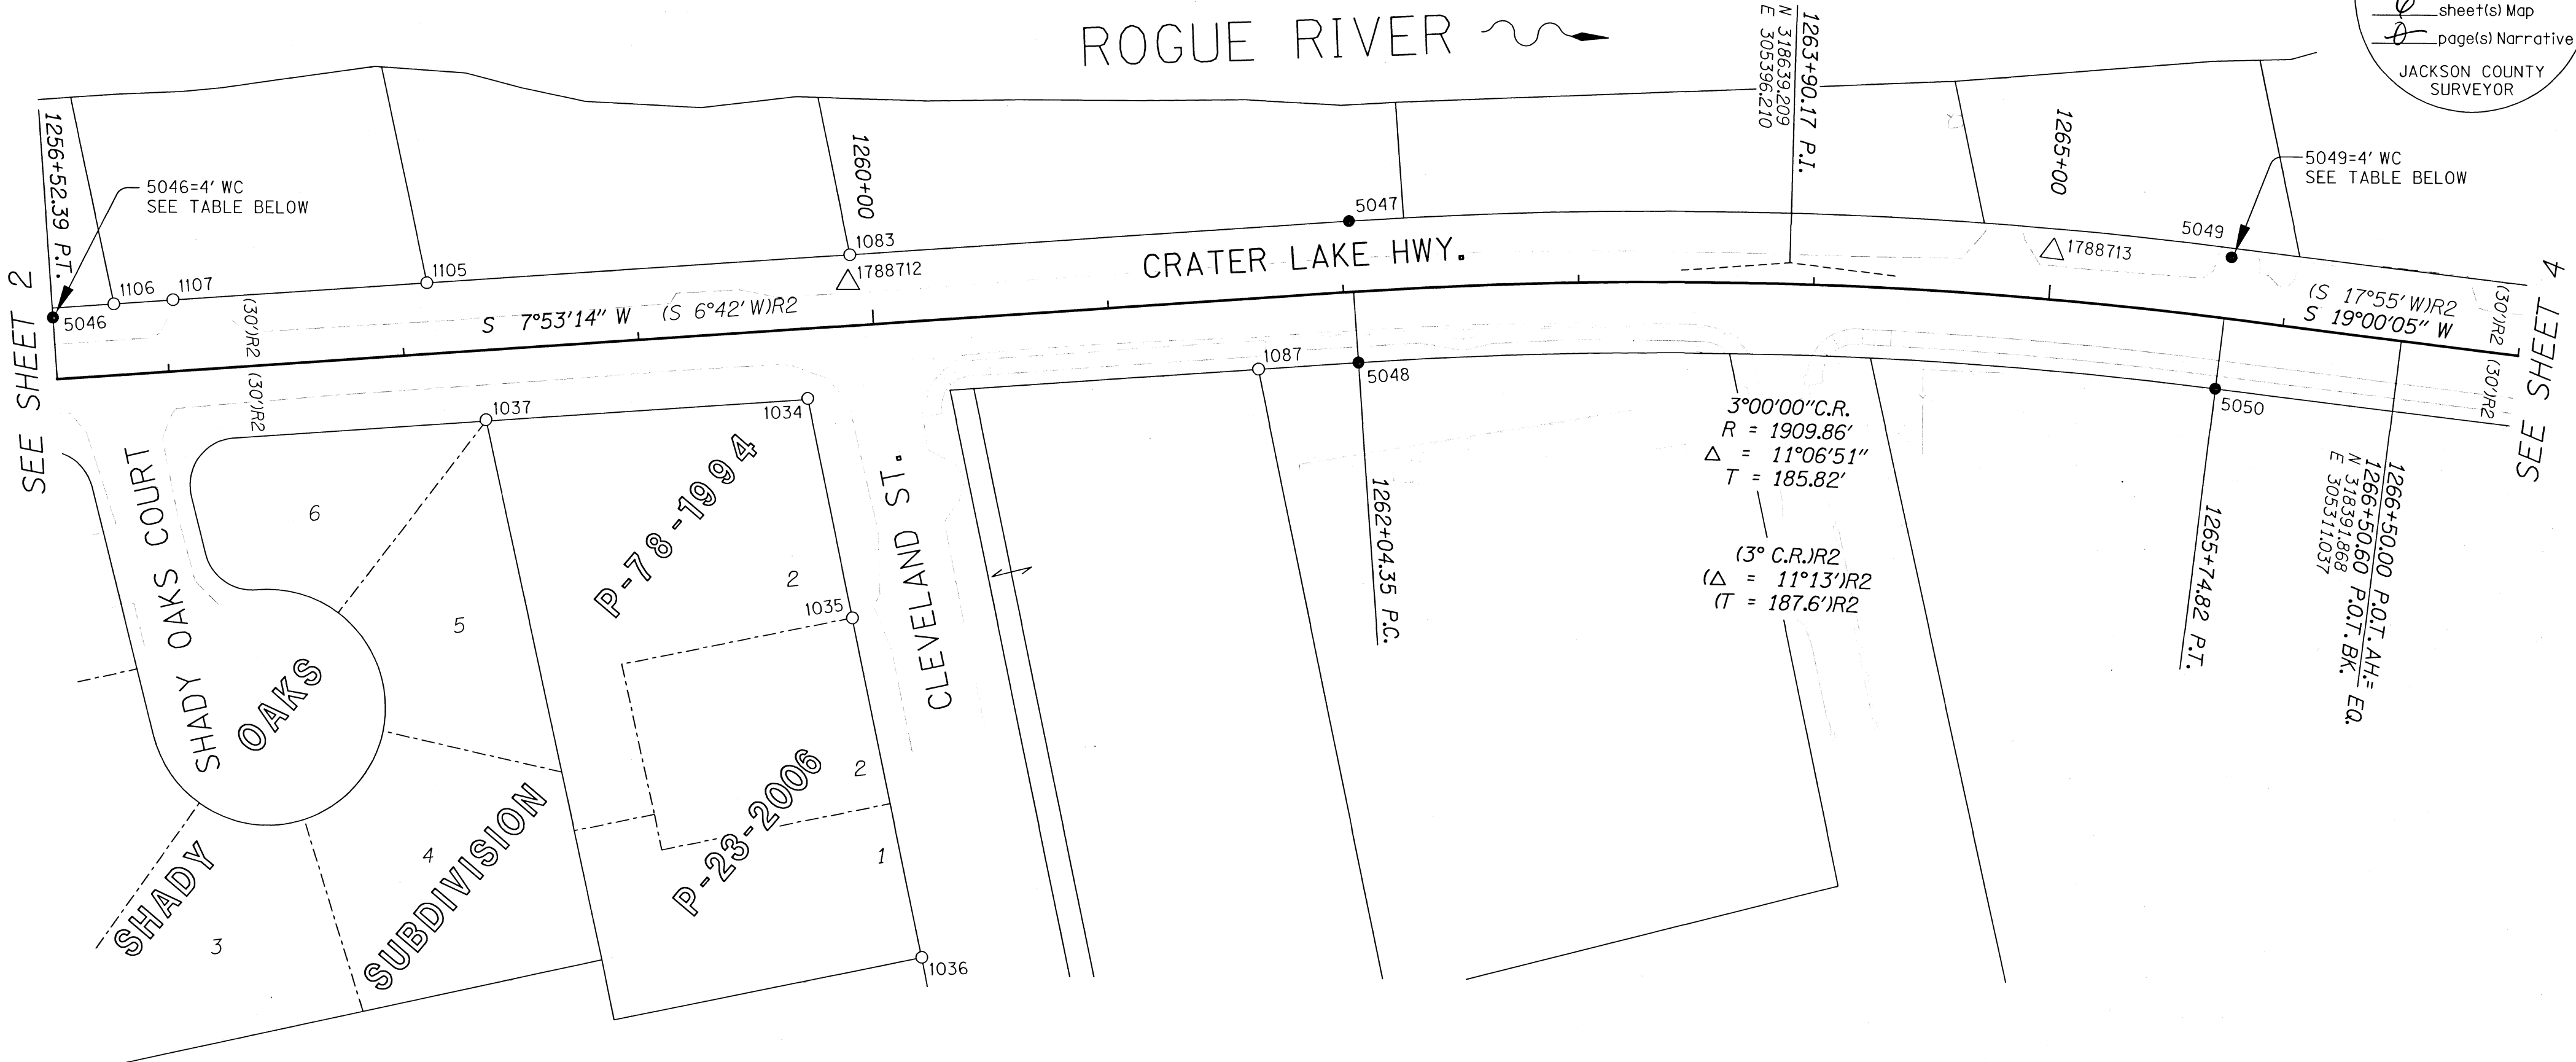 ROGUE RIVER
sheet(s) Map
page(s) Narrative
JACKSON COUNTY
SURVEYOR
1263+90.17 P.I.
N 318639.209
E 305396.210
1256+52.39 P.T.
5046=4' WC
SEE TABLE BELOW
1260+00
5047
1265+00
5049=4' WC
SEE TABLE BELOW
5049
1083
1788712
1105
1106
1107
5046
CRATER LAKE HWY.
1788713
SEE SHEET 2
(30')R2
(30')R2
S 7°53'14" W (S 6°42' W)R2
(S 17°55' W)R2
S 19°00'05" W
(30')R2
(30')R2
SEE SHEET 4
1087
5048
1037
1034
5050
3°00'00"C.R.
R = 1909.86'
Δ = 11°06'51"
T = 185.82'
(3° C.R.)R2
(Δ = 11°13')R2
(T = 187.6')R2
1262+04.35 P.C.
1265+74.82 P.T.
1266+50.00 P.O.T. AH.=
1266+50.60 P.O.T. BK. EQ.
N 318391.868
E 305311.037
SHADY OAKS COURT
CLEVELAND ST.
P-78-1994
2
1035
6
5
OAKS
P-23-2006
2
1
4
SHADY
SUBDIVISION
3
1036